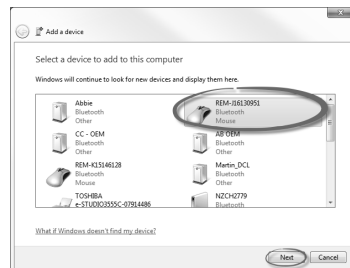 Add a device
Select a device to add to this computer
Windows will continue to look for new devices and display them here.
Abbie
Bluetooth
Other
REM-J16130951
Bluetooth
Mouse
CC - OEM
Bluetooth
Other
AB OEM
Bluetooth
Other
REM-K15146128
Bluetooth
Mouse
Martin_DCL
Bluetooth
Other
TOSHIBA
e-STUDIO3555C-07914486
NZCH2779
Bluetooth
What if Windows doesn't find my device?
Next
Cancel